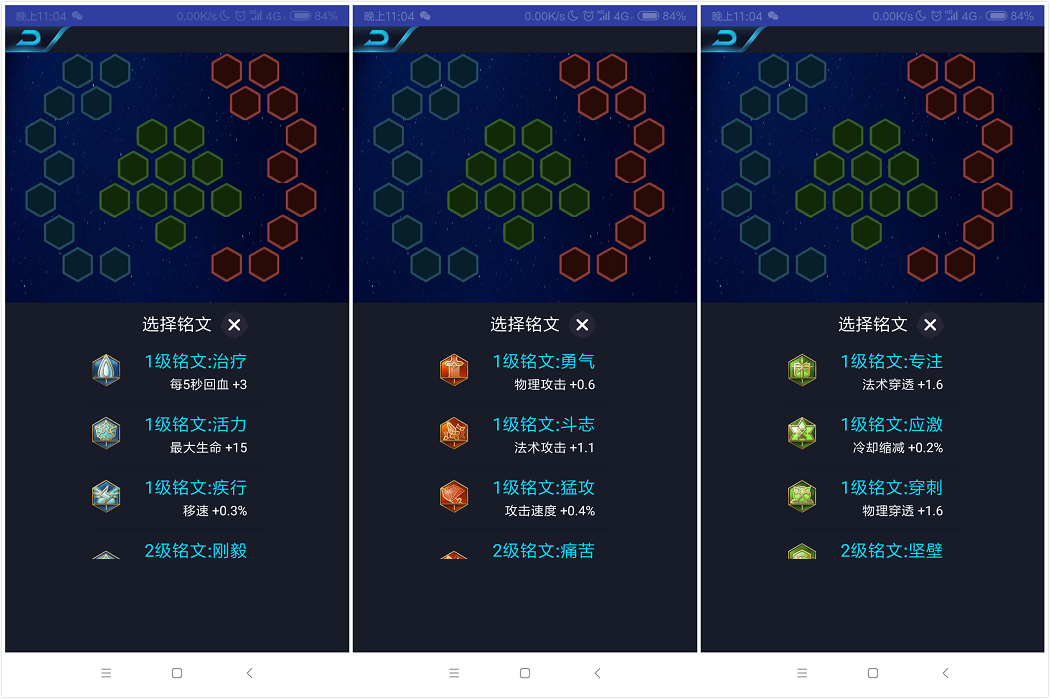 晚上11:04 0.00K/s 4G 84%
选择铭文
1级铭文:治疗
每5秒回血 +3
1级铭文:活力
最大生命 +15
1级铭文:疾行
移速 +0.3%
2级铭文:刚毅
晚上11:04 0.00K/s 4G 84%
选择铭文
1级铭文:勇气
物理攻击 +0.6
1级铭文:斗志
法术攻击 +1.1
1级铭文:猛攻
攻击速度 +0.4%
2级铭文:痛苦
晚上11:04 0.00K/s 4G 84%
选择铭文
1级铭文:专注
法术穿透 +1.6
1级铭文:应激
冷却缩减 +0.2%
1级铭文:穿刺
物理穿透 +1.6
2级铭文:坚壁